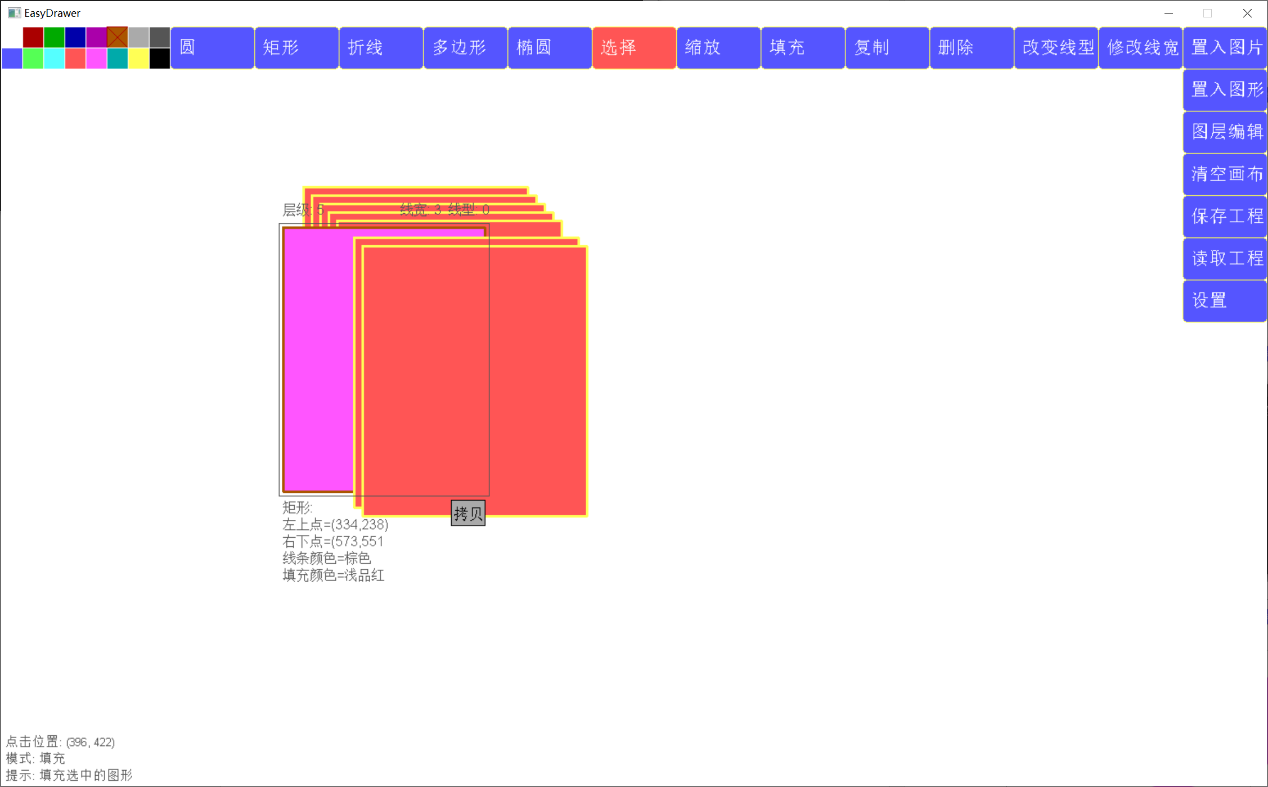 EasyDrawer
圆 矩形 折线 多边形 椭圆 选择 缩放 填充 复制 删除 改变线型 修改线宽 置入图片
置入图形
图层编辑
清空画布
保存工程
读取工程
设置
层级: 线宽: 3 线型: 0
矩形:
左上点=(334,238)
右下点=(573,551
线条颜色=棕色
填充颜色=浅品红
拷贝
点击位置: (396, 422)
模式: 填充
提示: 填充选中的图形